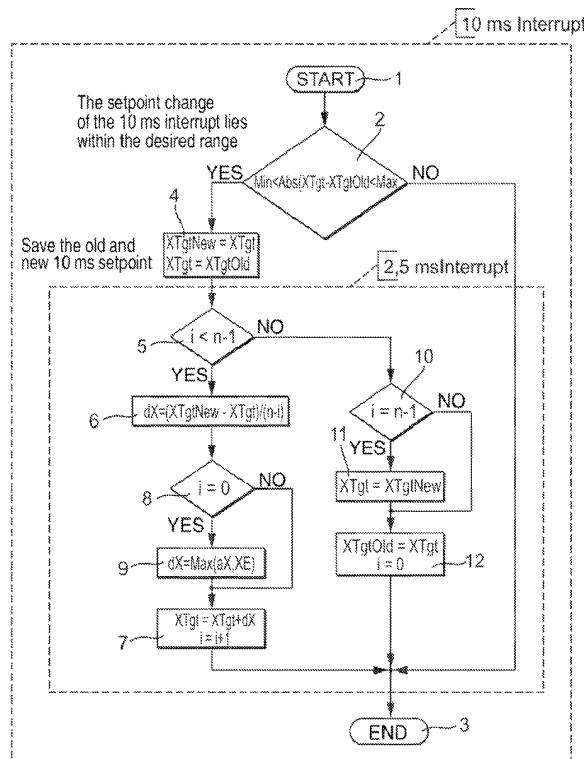 10 ms Interrupt
START
1
The setpoint change
of the 10 ms interrupt lies
within the desired range
2
Min<Abs(XTgt-XTgtOld<Max
YES
NO
4
Save the old and
new 10 ms setpoint
XTgtNew = XTgt
XTgt = XTgtOld
2,5 msInterrupt
5
i < n-1
NO
YES
10
i = n-1
NO
YES
6
dX=(XTgtNew - XTgt)/(n-i)
11
XTgt = XTgtNew
8
i = 0
NO
YES
9
dX=Max(aX,XE)
XTgtOld = XTgt
i = 0
12
7
XTgt = XTgt+dX
i = i+1
END
3